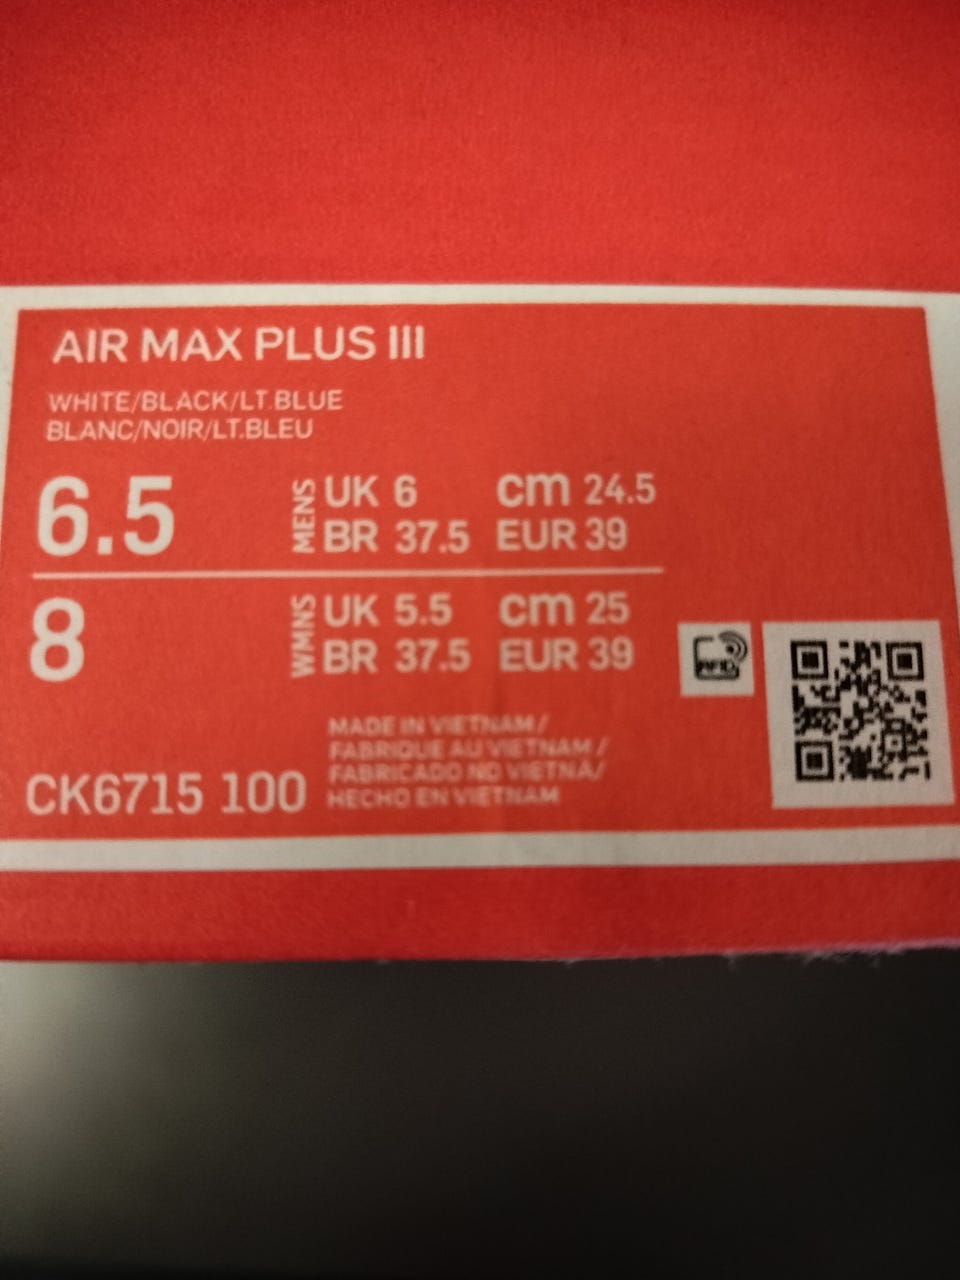 AIR MAX PLUS III
WHITE/BLACK/LT.BLUE
BLANC/NOIR/LT.BLEU
6.5 MENS UK 6 cm 24.5
BR 37.5 EUR 39
8 WMNS UK 5.5 cm 25
BR 37.5 EUR 39
RFID
MADE IN VIETNAM /
FABRIQUE AU VIETNAM /
FABRICADO NO VIETNÃ/
HECHO EN VIETNAM
CK6715 100